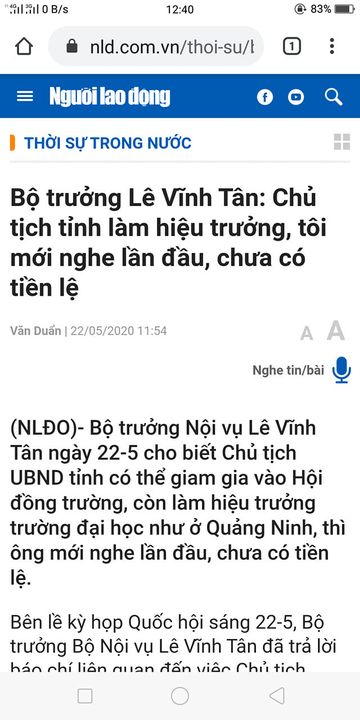 0 B/s
12:40
83%
nld.com.vn/thoi-su/b
1
Người lao động
THỜI SỰ TRONG NƯỚC
Bộ trưởng Lê Vĩnh Tân: Chủ
tịch tỉnh làm hiệu trưởng, tôi
mới nghe lần đầu, chưa có
tiền lệ
Văn Duẩn | 22/05/2020 11:54
A A
Nghe tin/bài
(NLĐO)- Bộ trưởng Nội vụ Lê Vĩnh
Tân ngày 22-5 cho biết Chủ tịch
UBND tỉnh có thể giam gia vào Hội
đồng trường, còn làm hiệu trưởng
trường đại học như ở Quảng Ninh, thì
ông mới nghe lần đầu, chưa có tiền
lệ.
Bên lề kỳ họp Quốc hội sáng 22-5, Bộ
trưởng Bộ Nội vụ Lê Vĩnh Tân đã trả lời
báo chí liên quan đến việc Chủ tịch